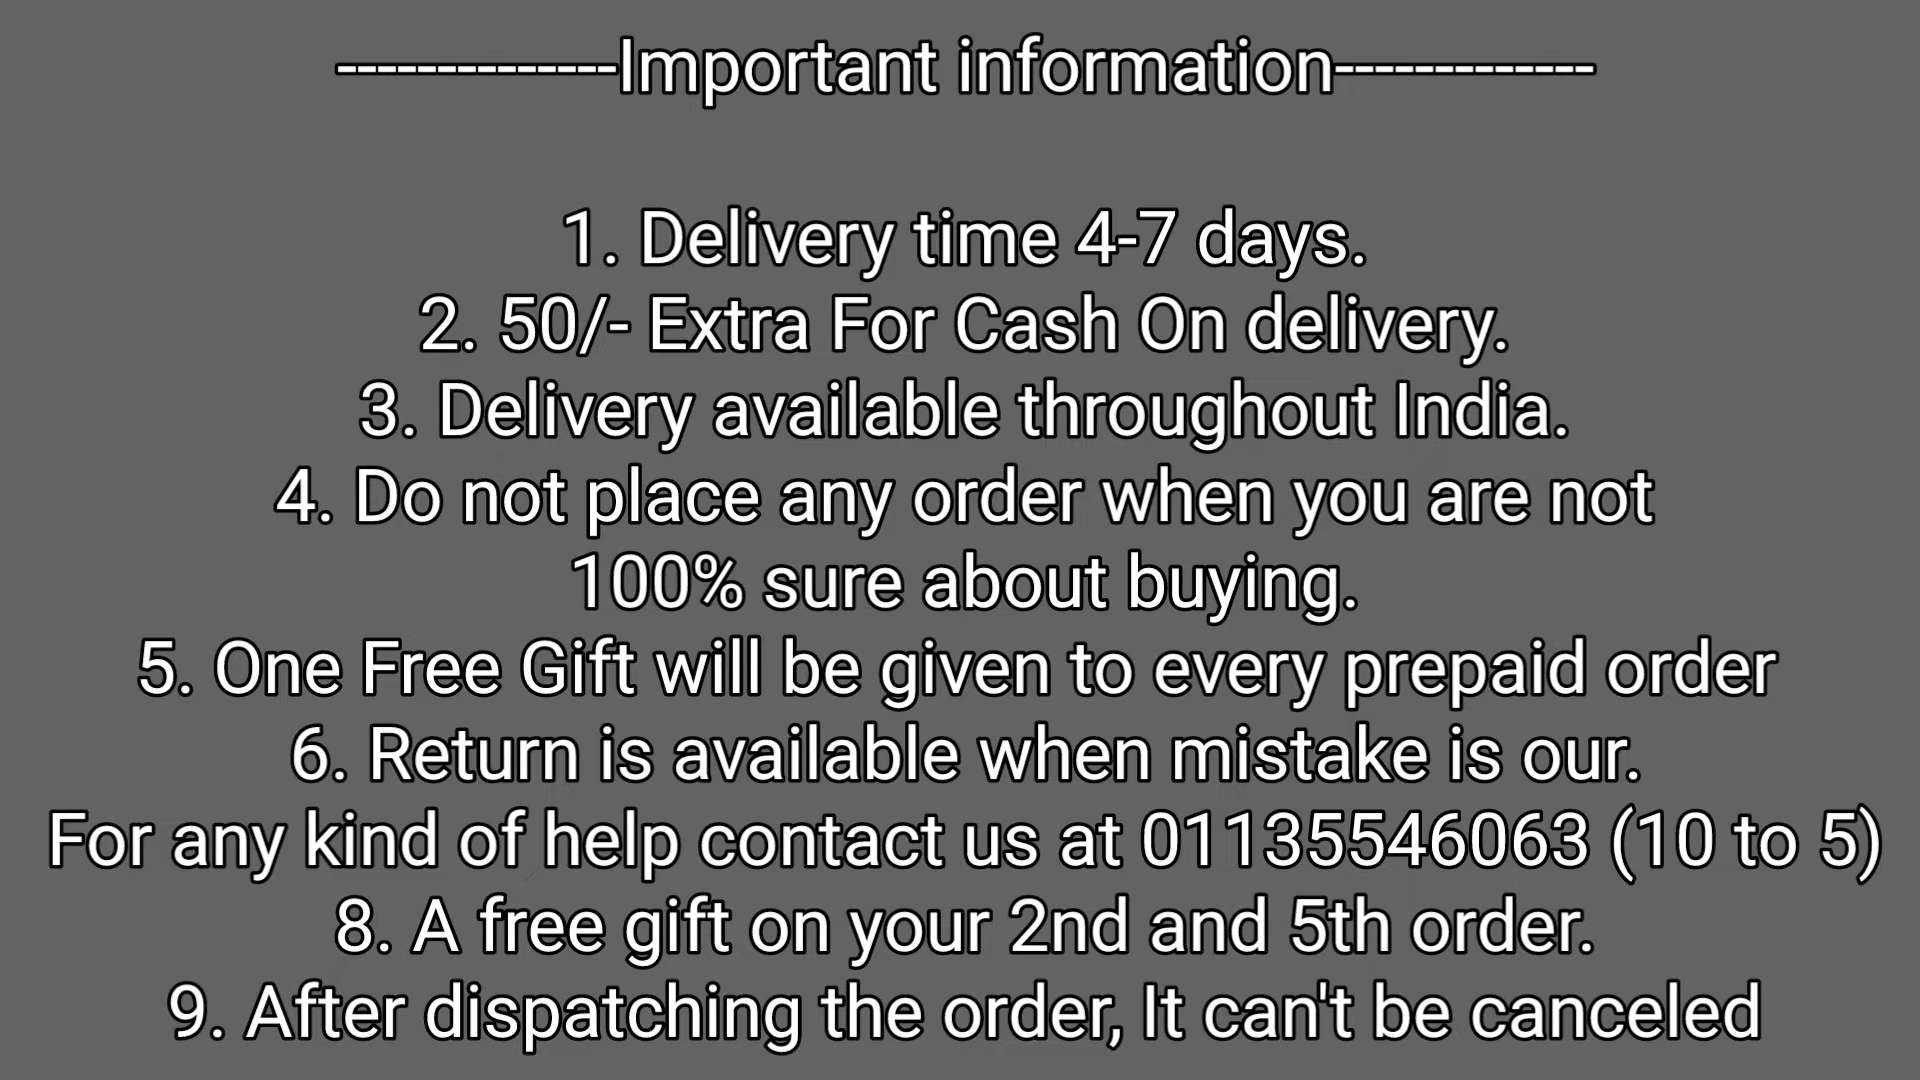 --------------Important information-------------
1. Delivery time 4-7 days.
2. 50/- Extra For Cash On delivery.
3. Delivery available throughout India.
4. Do not place any order when you are not
100% sure about buying.
5. One Free Gift will be given to every prepaid order
6. Return is available when mistake is our.
For any kind of help contact us at 01135546063 (10 to 5)
8. A free gift on your 2nd and 5th order.
9. After dispatching the order, It can't be canceled